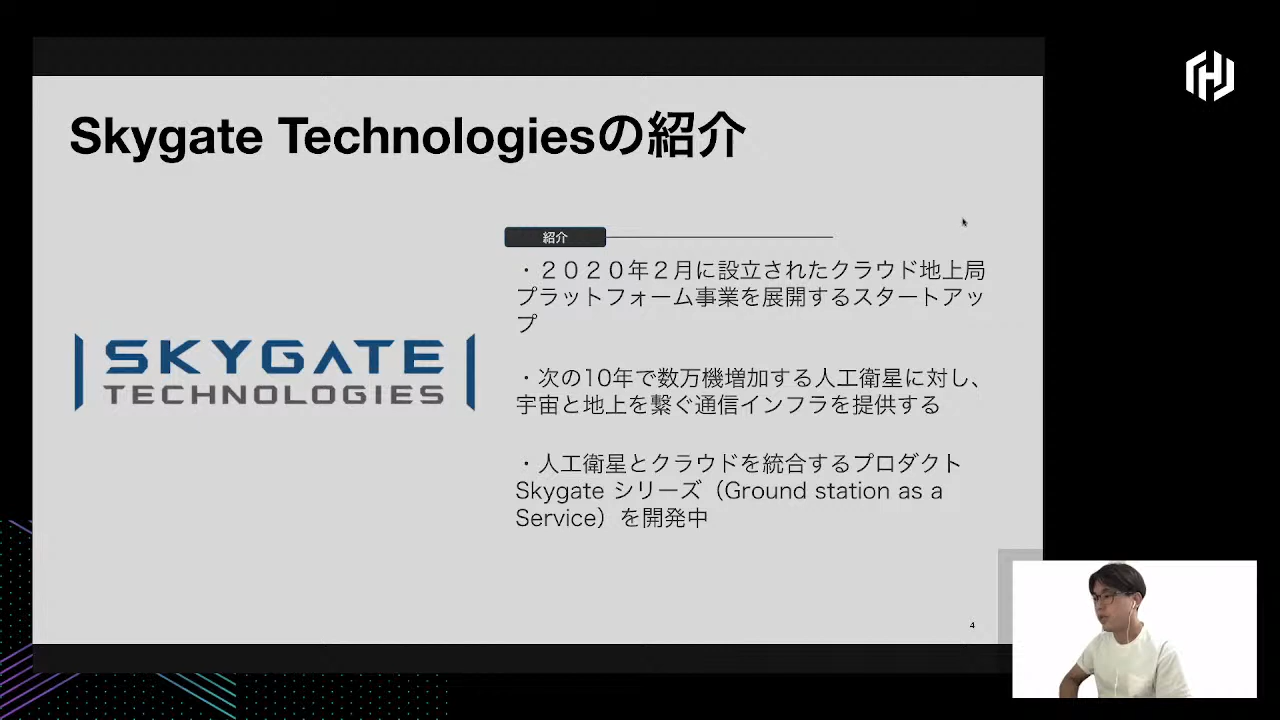 Skygate Technologiesの紹介
紹介
・２０２０年２月に設立されたクラウド地上局
プラットフォーム事業を展開するスタートアッ
プ
SKYGATE
TECHNOLOGIES
・次の10年で数万機増加する人工衛星に対し、
宇宙と地上を繋ぐ通信インフラを提供する
・人工衛星とクラウドを統合するプロダクト
Skygate シリーズ（Ground station as a
Service）を開発中
4